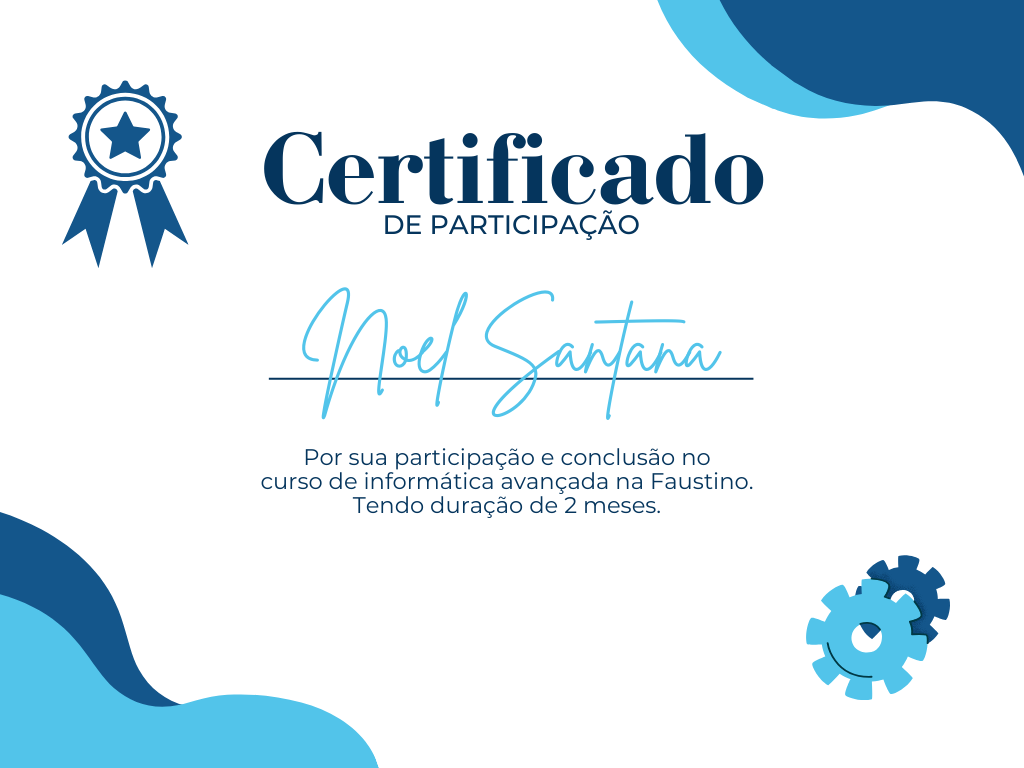 Certificado
DE PARTICIPAÇÃO
Noel Santana
Por sua participação e conclusão no
curso de informática avançada na Faustino.
Tendo duração de 2 meses.